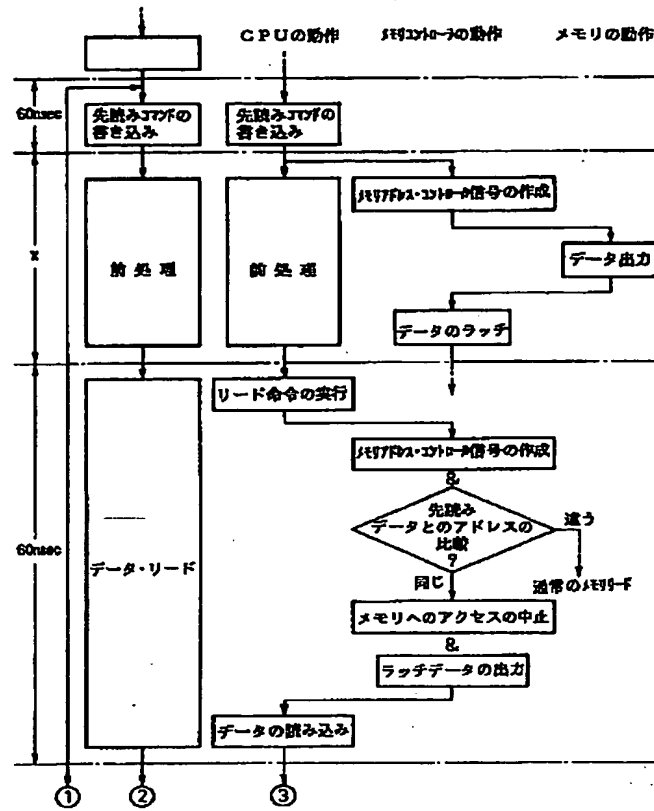 CPUの動作
メモリコントローラの動作
メモリの動作
60nsec
先読みコマンドの
書き込み
先読みコマンドの
書き込み
x
前処理
前処理
メモリアドレス・コントロール信号の作成
データ出力
データのラッチ
60nsec
データ・リード
リード命令の実行
メモリアドレス・コントロール信号の作成
&
先読み
データとのアドレスの
比較
?
違う
通常のメモリリード
同じ
メモリへのアクセスの中止
&
ラッチデータの出力
データの読み込み
① ② ③